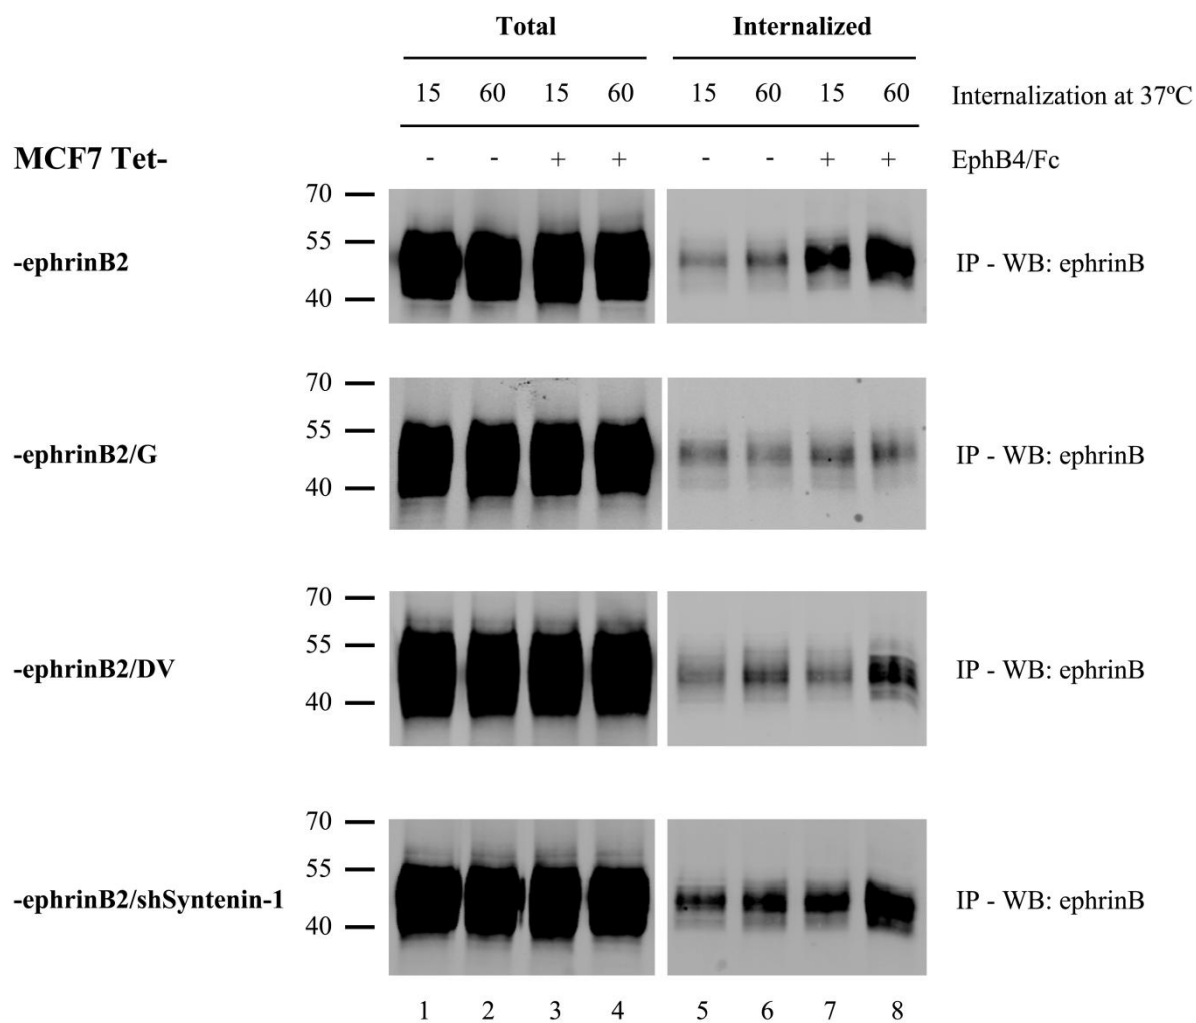 Total Internalized
15 60 15 60 15 60 15 60 Internalization at 37ºC
MCF7 Tet- - - + + - - + + EphB4/Fc
70
55
-ephrinB2 IP - WB: ephrinB
40
70
55
-ephrinB2/G IP - WB: ephrinB
40
70
55
-ephrinB2/DV IP - WB: ephrinB
40
70
55
-ephrinB2/shSyntenin-1 IP - WB: ephrinB
40
1 2 3 4 5 6 7 8